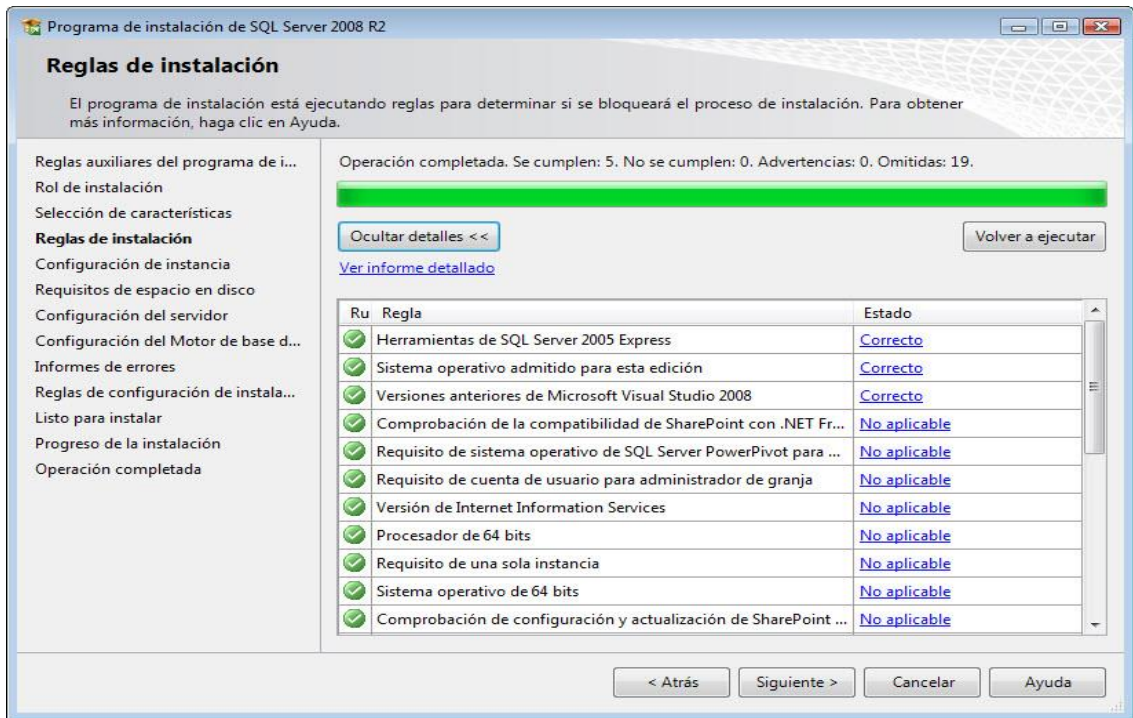 Programa de instalación de SQL Server 2008 R2
Reglas de instalación
El programa de instalación está ejecutando reglas para determinar si se bloqueará el proceso de instalación. Para obtener
más información, haga clic en Ayuda.
Reglas auxiliares del programa de i...
Rol de instalación
Selección de características
Reglas de instalación
Configuración de instancia
Requisitos de espacio en disco
Configuración del servidor
Configuración del Motor de base d...
Informes de errores
Reglas de configuración de instala...
Listo para instalar
Progreso de la instalación
Operación completada
Operación completada. Se cumplen: 5. No se cumplen: 0. Advertencias: 0. Omitidas: 19.
Ocultar detalles <<
Volver a ejecutar
Ver informe detallado
Ru Regla Estado
Herramientas de SQL Server 2005 Express Correcto
Sistema operativo admitido para esta edición Correcto
Versiones anteriores de Microsoft Visual Studio 2008 Correcto
Comprobación de la compatibilidad de SharePoint con .NET Fr... No aplicable
Requisito de sistema operativo de SQL Server PowerPivot para ... No aplicable
Requisito de cuenta de usuario para administrador de granja No aplicable
Versión de Internet Information Services No aplicable
Procesador de 64 bits No aplicable
Requisito de una sola instancia No aplicable
Sistema operativo de 64 bits No aplicable
Comprobación de configuración y actualización de SharePoint ... No aplicable
< Atrás
Siguiente >
Cancelar
Ayuda